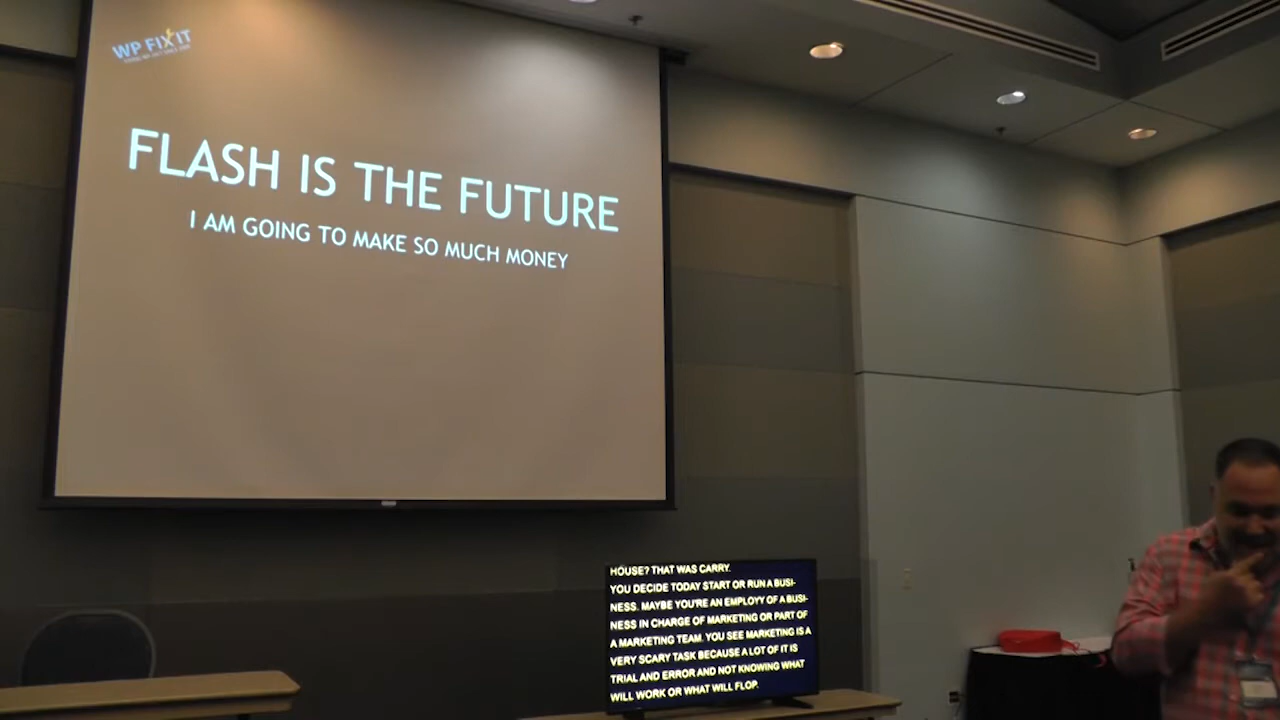 WP FIX IT
FLASH IS THE FUTURE
I AM GOING TO MAKE SO MUCH MONEY
HOUSE? THAT WAS CARRY.
YOU DECIDE TODAY START OR RUN A BUSI-
NESS. MAYBE YOU'RE AN EMPLOYY OF A BUSI-
NESS IN CHARGE OF MARKETING OR PART OF
A MARKETING TEAM. YOU SEE MARKETING IS A
VERY SCARY TASK BECAUSE A LOT OF IT IS
TRIAL AND ERROR AND NOT KNOWING WHAT
WILL WORK OR WHAT WILL FLOP.